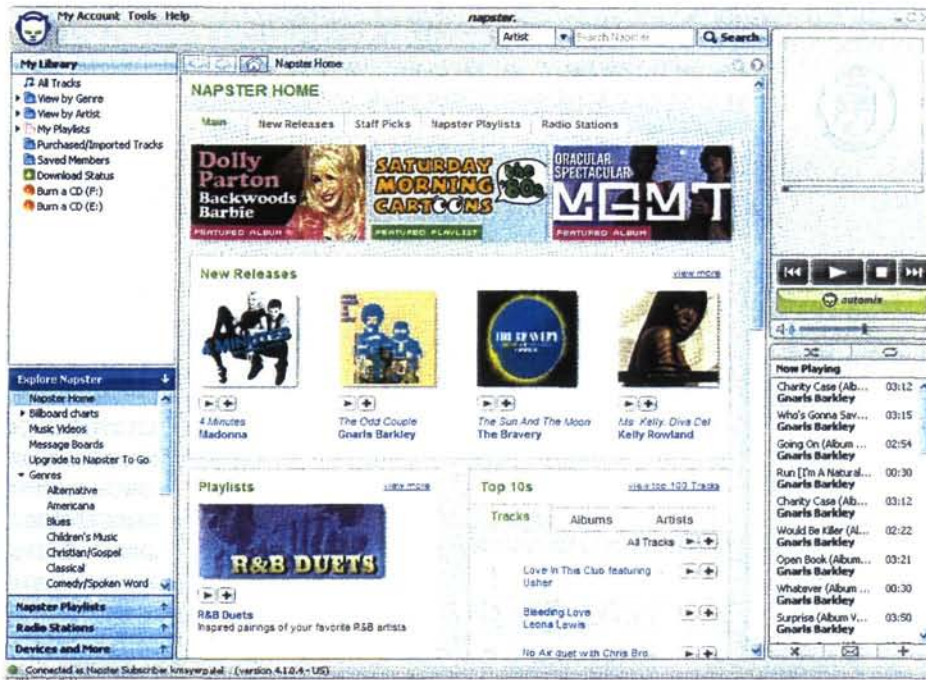 My Account Tools Help
napster.
Artist
Search Napster
Search
My Library
All Tracks
View by Genre
View by Artist
My Playlists
Purchased/Imported Tracks
Saved Members
Download Status
Burn a CD (F:)
Burn a CD (E:)
Explore Napster
Napster Home
Billboard charts
Music Videos
Message Boards
Upgrade to Napster To Go
Genres
Alternative
Americana
Blues
Children's Music
Christian/Gospel
Classical
Comedy/Spoken Word
Napster Playlists
Radio Stations
Devices and More
Napster Home
NAPSTER HOME
Main New Releases Staff Picks Napster Playlists Radio Stations
Dolly
Parton
Backwoods
Barbie
FEATURED ALBUM
SATURDAY
MORNING
CARTOONS
the
'80s
FEATURED PLAYLIST
ORACULAR
SPECTACULAR
MGMT
FEATURED ALBUM
New Releases
view more
4 MINUTES
4 Minutes
Madonna
The Odd Couple
Gnarls Barkley
THE BRAVERY
The Sun And The Moon
The Bravery
Ms. Kelly: Diva Del
Kelly Rowland
Playlists
view more
R&B DUETS
R&B Duets
Inspired pairings of your favorite R&B artists
Top 10s
view top 100 Tracks
Tracks Albums Artists
All Tracks
Love In This Club featuring
Usher
Bleeding Love
Leona Lewis
No Air duet with Chris Bro...
automix
Now Playing
Charity Case (Alb... 03:12
Gnarls Barkley
Who's Gonna Sav... 03:15
Gnarls Barkley
Going On (Album ... 02:54
Gnarls Barkley
Run [I'm A Natural... 00:30
Gnarls Barkley
Charity Case (Alb... 03:12
Gnarls Barkley
Would Be Killer (Al... 02:22
Gnarls Barkley
Open Book (Album... 03:21
Gnarls Barkley
Whatever (Album ... 00:30
Gnarls Barkley
Surprise (Album V... 03:50
Gnarls Barkley
Connected as Napster Subscriber (version 4.1.0.4 - US)